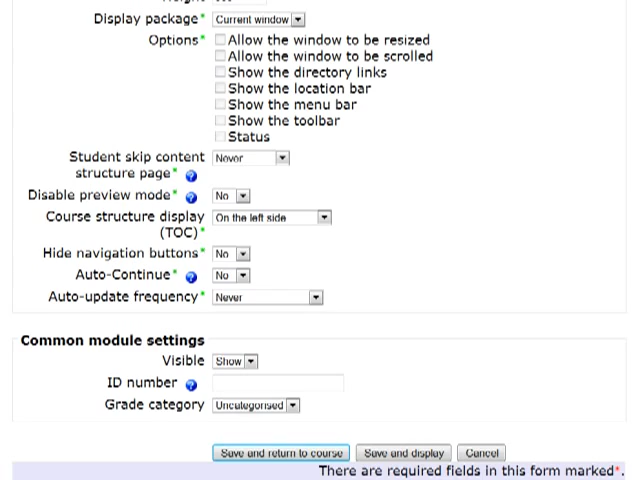 Display package* Current window
Options* Allow the window to be resized
Allow the window to be scrolled
Show the directory links
Show the location bar
Show the menu bar
Show the toolbar
Status
Student skip content structure page* Never
Disable preview mode* No
Course structure display (TOC)* On the left side
Hide navigation buttons* No
Auto-Continue* No
Auto-update frequency* Never
Common module settings
Visible Show
ID number
Grade category Uncategorised
Save and return to course Save and display Cancel
There are required fields in this form marked*.